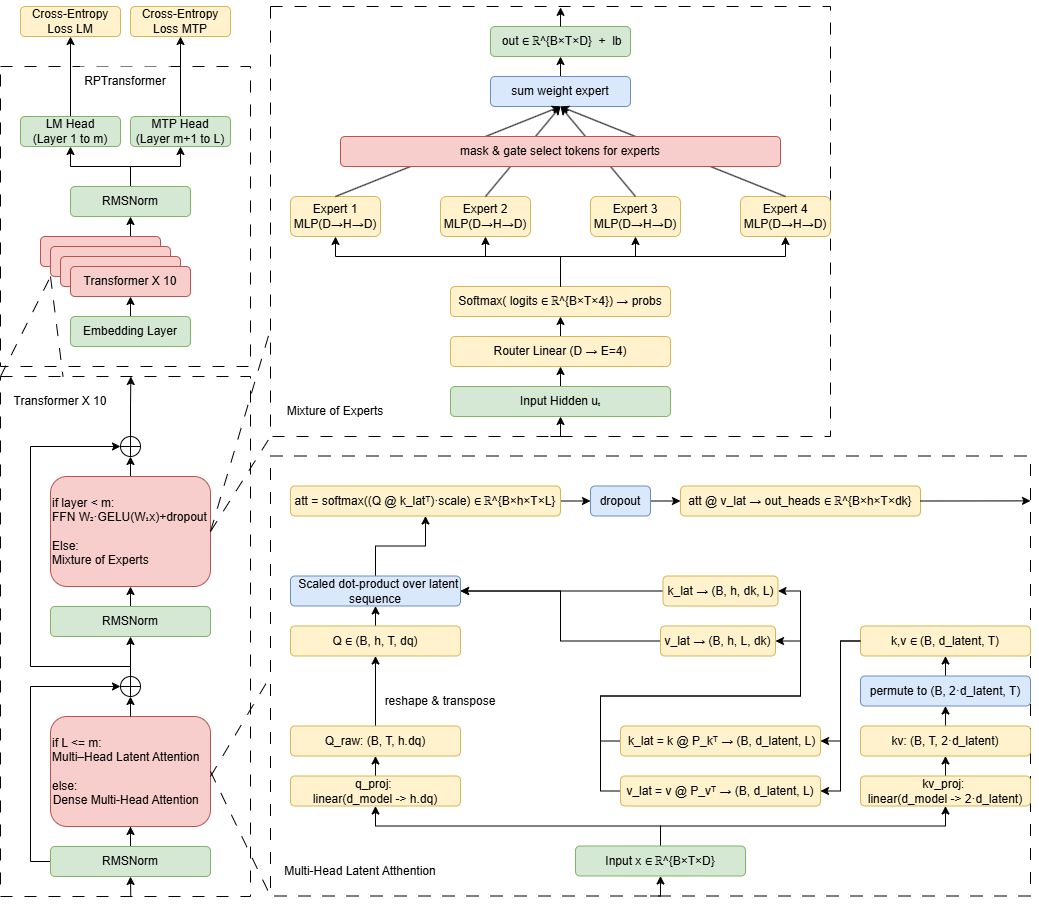 Cross-Entropy
Loss LM
Cross-Entropy
Loss MTP
RPTransformer
LM Head
(Layer 1 to m)
MTP Head
(Layer m+1 to L)
RMSNorm
Transformer X 10
Embedding Layer
Transformer X 10
if layer < m:
FFN W₂·GELU(W₁x)+dropout
Else:
Mixture of Experts
RMSNorm
if L <= m:
Multi–Head Latent Attention
else:
Dense Multi-Head Attention
RMSNorm
out ∈ ℝ^{B×T×D} + lb
sum weight expert
mask & gate select tokens for experts
Expert 1
MLP(D→H→D)
Expert 2
MLP(D→H→D)
Expert 3
MLP(D→H→D)
Expert 4
MLP(D→H→D)
Softmax( logits ∈ ℝ^{B×T×4}) → probs
Router Linear (D → E=4)
Input Hidden uₜ
Mixture of Experts
att = softmax((Q @ k_latᵀ)·scale) ∈ ℝ^{B×h×T×L}
dropout
att @ v_lat → out_heads ∈ ℝ^{B×h×T×dk}
Scaled dot-product over latent
sequence
k_lat → (B, h, dk, L)
Q ∈ (B, h, T, dq)
v_lat → (B, h, L, dk)
k,v ∈ (B, d_latent, T)
permute to (B, 2·d_latent, T)
reshape & transpose
Q_raw: (B, T, h.dq)
k_lat = k @ P_kᵀ → (B, d_latent, L)
kv: (B, T, 2·d_latent)
q_proj:
linear(d_model -> h.dq)
v_lat = v @ P_vᵀ → (B, d_latent, L)
kv_proj:
linear(d_model -> 2·d_latent)
Input x ∈ ℝ^{B×T×D}
Multi-Head Latent Atthention